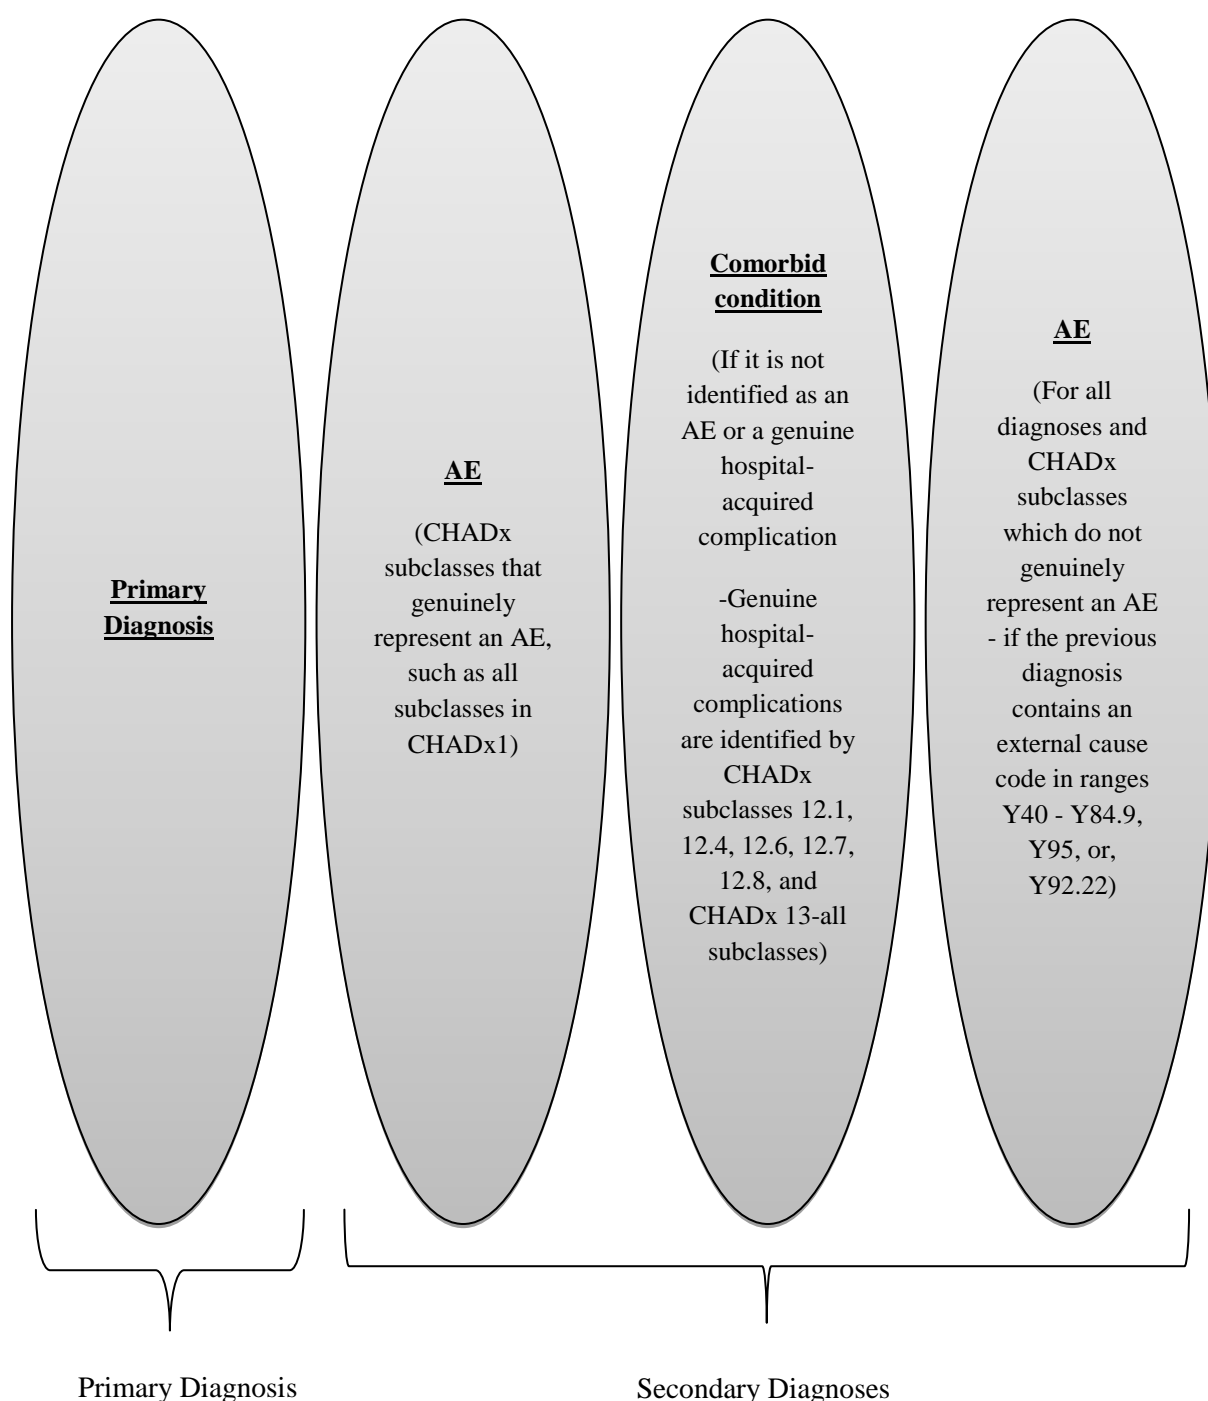 Primary
Diagnosis
AE
(CHADx
subclasses that
genuinely
represent an AE,
such as all
subclasses in
CHADx1)
Comorbid
condition
(If it is not
identified as an
AE or a genuine
hospital-
acquired
complication
-Genuine
hospital-
acquired
complications
are identified by
CHADx
subclasses 12.1,
12.4, 12.6, 12.7,
12.8, and
CHADx 13-all
subclasses)
AE
(For all
diagnoses and
CHADx
subclasses
which do not
genuinely
represent an AE
- if the previous
diagnosis
contains an
external cause
code in ranges
Y40 - Y84.9,
Y95, or,
Y92.22)
Primary Diagnosis
Secondary Diagnoses